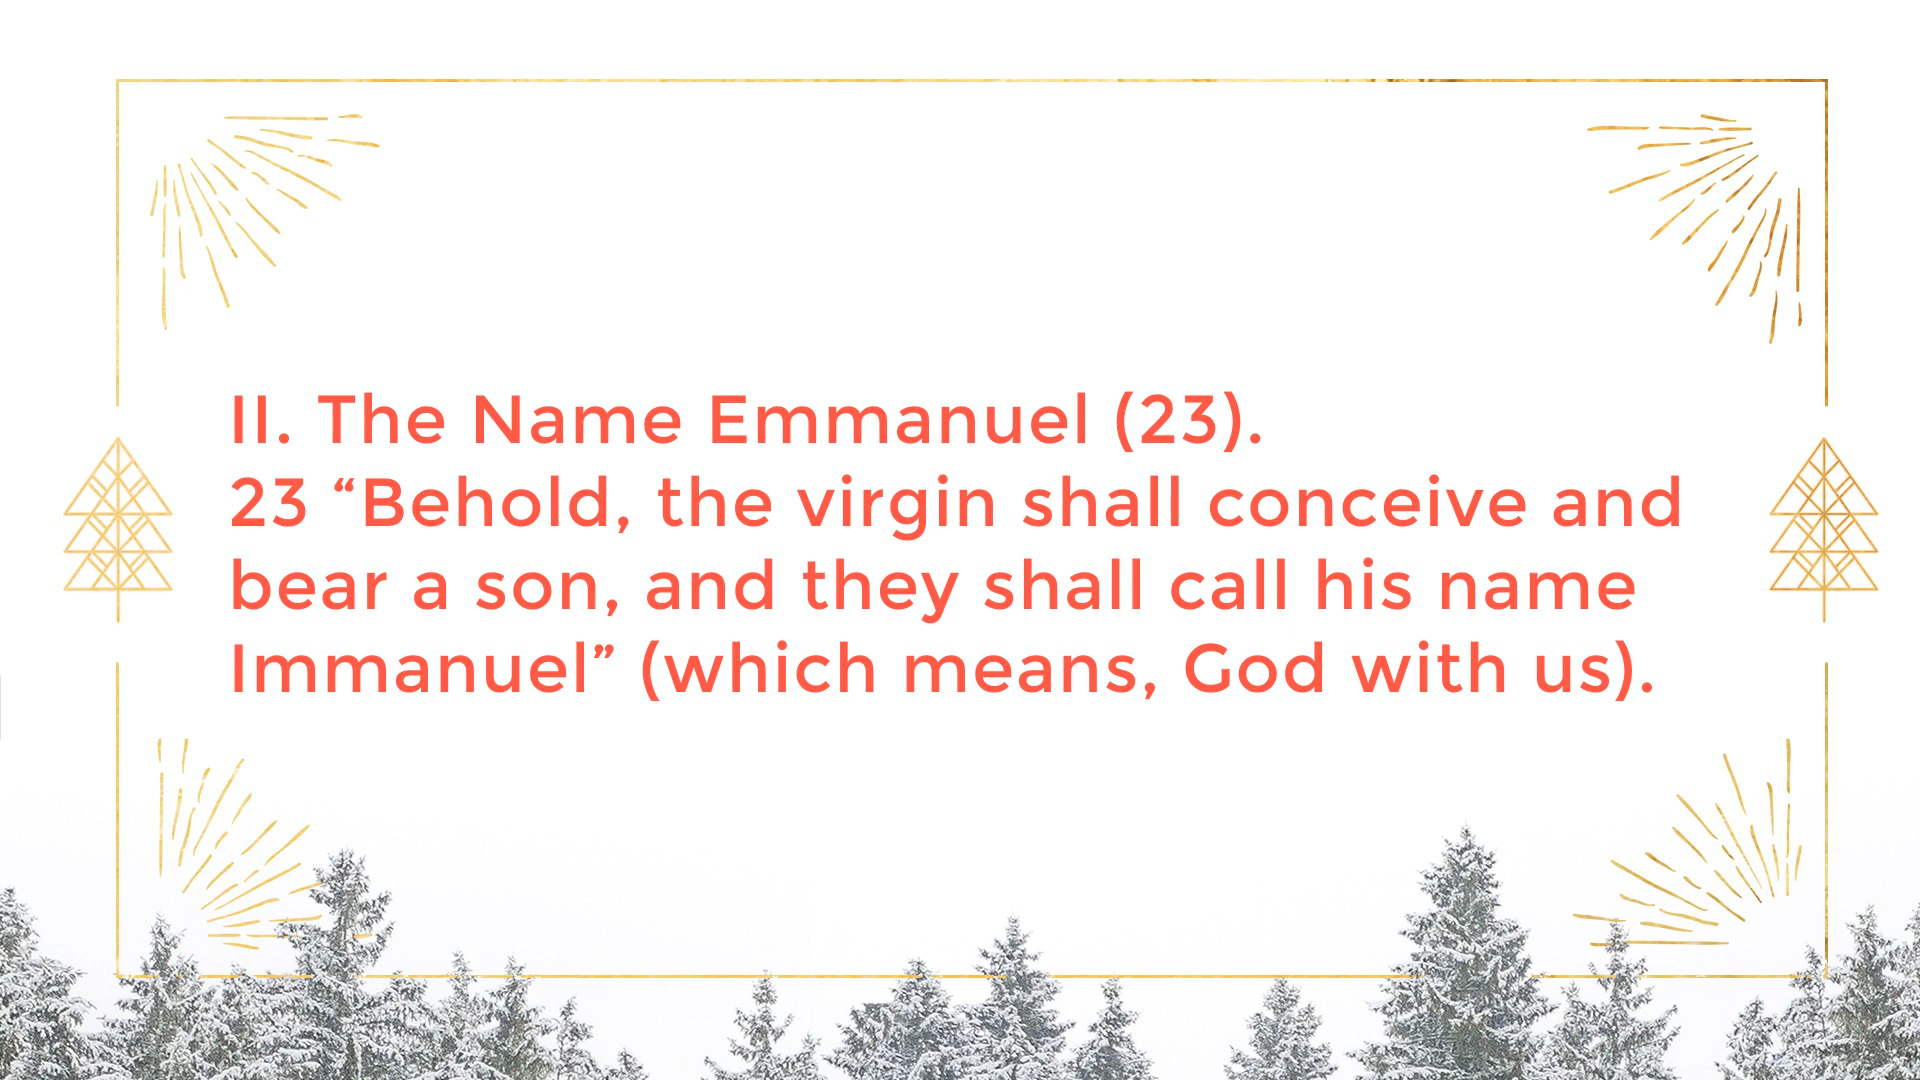 II. The Name Emmanuel (23).
23 “Behold, the virgin shall conceive and
bear a son, and they shall call his name
Immanuel” (which means, God with us).